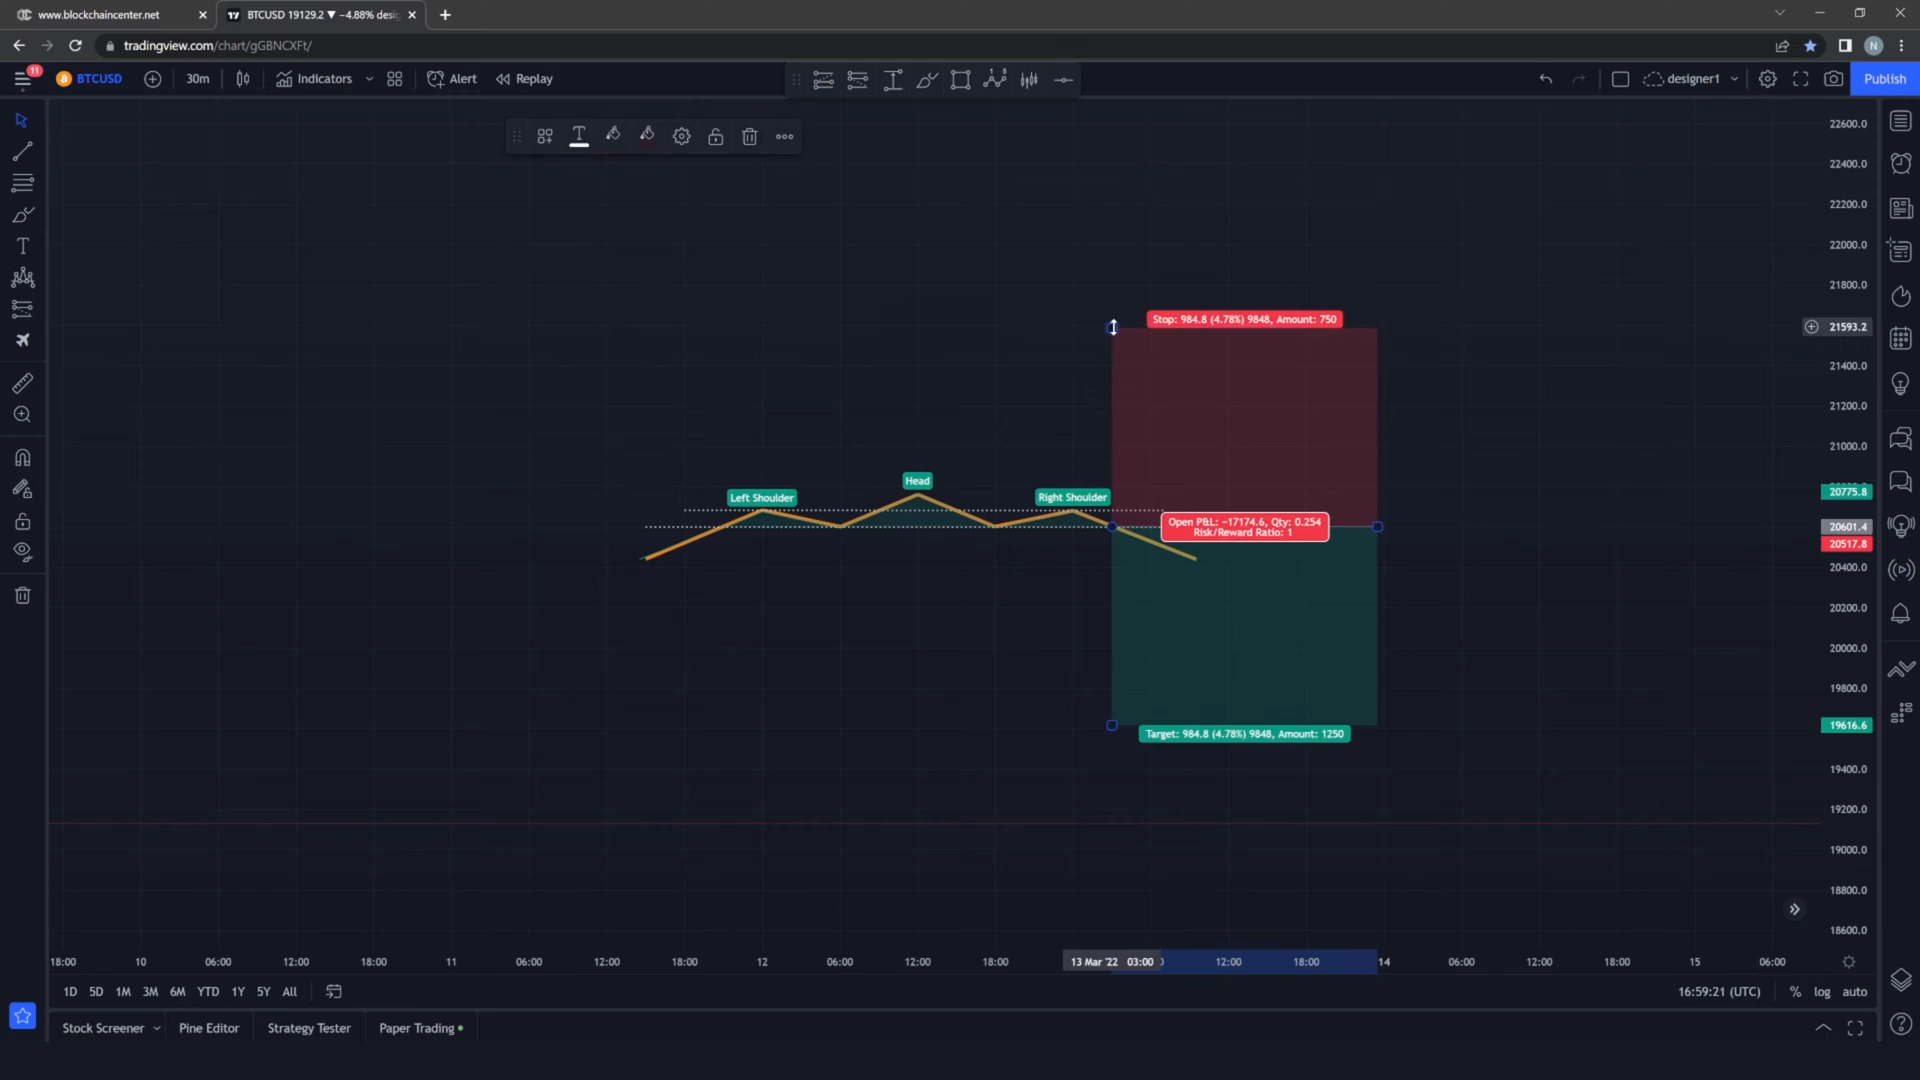 www.blockchaincenter.net
BTCUSD 19129.2 ▼ −4.88% desig
tradingview.com/chart/gGBNCXFt/
11
BTCUSD
30m
Indicators
Alert
Replay
designer1
Publish
22600.0
22400.0
22200.0
22000.0
21800.0
Stop: 984.8 (4.78%) 9848, Amount: 750
21593.2
21400.0
21200.0
21000.0
Head
Left Shoulder
Right Shoulder
20775.8
Open P&L: −17174.6, Qty: 0.254
Risk/Reward Ratio: 1
20601.4
20517.8
20400.0
20200.0
20000.0
19800.0
19616.6
Target: 984.8 (4.78%) 9848, Amount: 1250
19400.0
19200.0
19000.0
18800.0
18600.0
18:00 10 06:00 12:00 18:00 11 06:00 12:00 18:00 12 06:00 12:00 18:00 13 Mar '22 03:00 12:00 18:00 14 06:00 12:00 18:00 15 06:00
1D 5D 1M 3M 6M YTD 1Y 5Y All
16:59:21 (UTC) % log auto
Stock Screener Pine Editor Strategy Tester Paper Trading